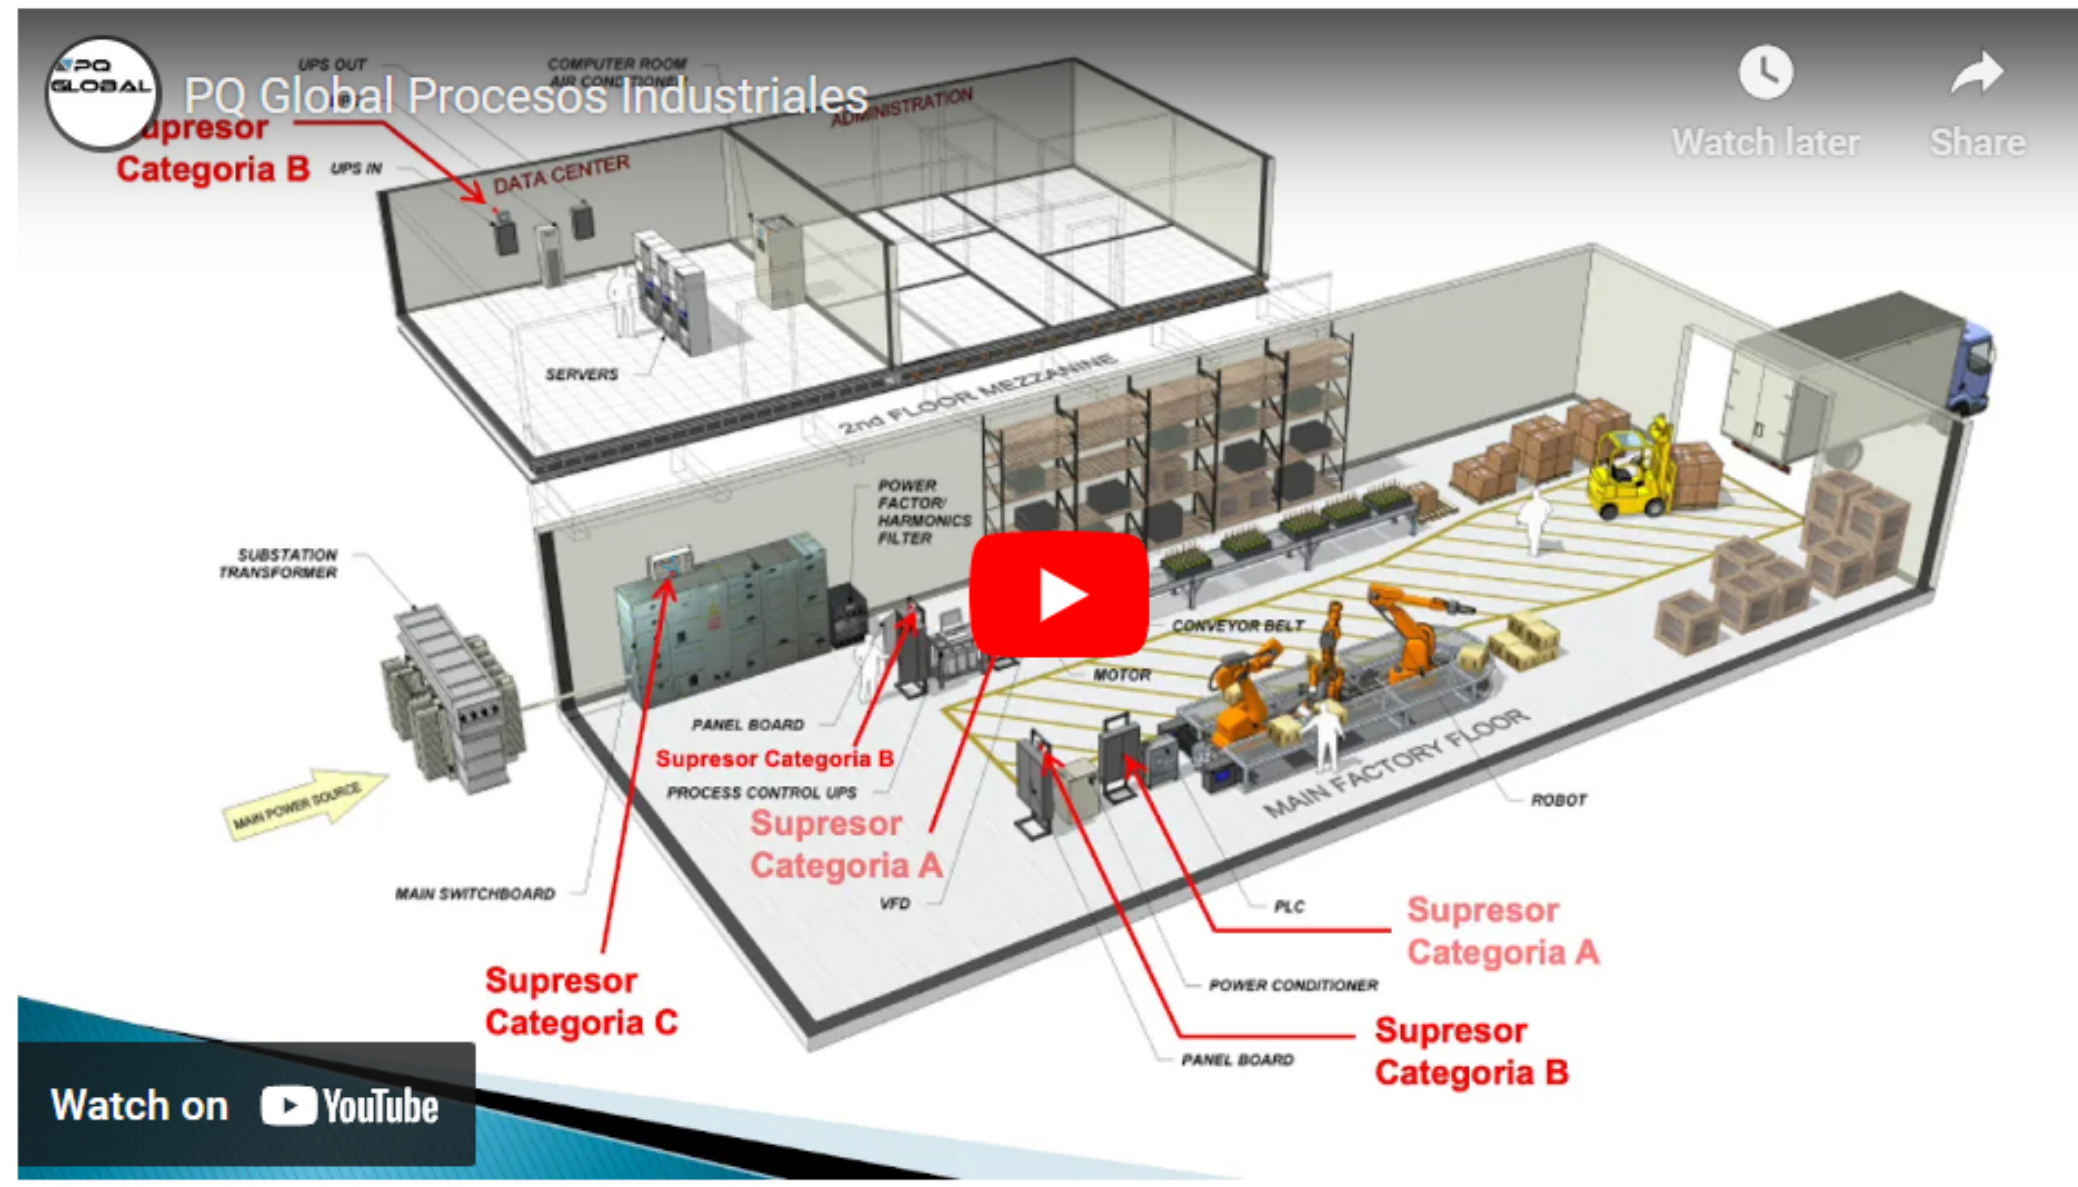 PQ
GLOBAL
PQ Global Procesos Industriales
Watch later
Share
UPS OUT
COMPUTER ROOM
AIR CONDITIONER
ADMINISTRATION
Supresor
Categoria B
UPS IN
DATA CENTER
SERVERS
2nd FLOOR MEZZANINE
POWER
FACTOR/
HARMONICS
FILTER
SUBSTATION
TRANSFORMER
CONVEYOR BELT
MOTOR
PANEL BOARD
Supresor Categoria B
PROCESS CONTROL UPS
MAIN POWER SOURCE
Supresor
Categoria A
MAIN FACTORY FLOOR
ROBOT
MAIN SWITCHBOARD
VFD
PLC
Supresor
Categoria A
Supresor
Categoria C
POWER CONDITIONER
Supresor
Categoria B
PANEL BOARD
Watch on YouTube